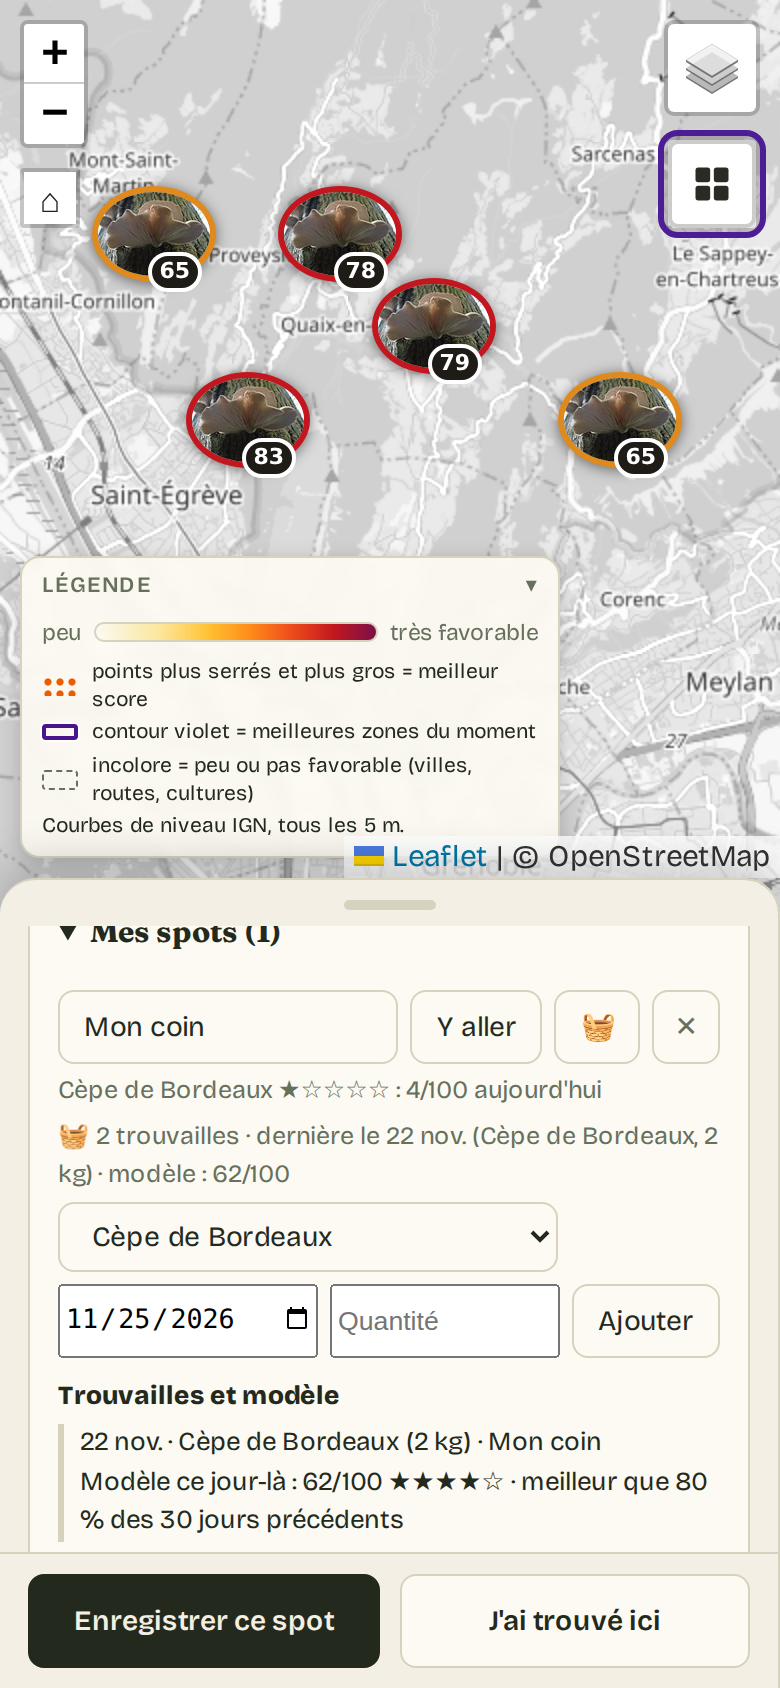 +
−
Mont-Saint-
Martin
Sarcenas
65
Proveysi
78
Le Sappey-
en-Chartreus
ontanil-Cornillon
Quaix-en-
79
83
65
14
Saint-Égrève
LÉGENDE
peu
très favorable
points plus serrés et plus gros = meilleur
score
contour violet = meilleures zones du moment
incolore = peu ou pas favorable (villes,
routes, cultures)
Courbes de niveau IGN, tous les 5 m.
Corenc
Meylan
che
Sa
27
Leaflet | © OpenStreetMap
Mes spots (1)
Mon coin
Y aller
✕
Cèpe de Bordeaux ★☆☆☆☆ : 4/100 aujourd'hui
2 trouvailles · dernière le 22 nov. (Cèpe de Bordeaux, 2
kg) · modèle : 62/100
Cèpe de Bordeaux
11/25/2026
Quantité
Ajouter
Trouvailles et modèle
22 nov. · Cèpe de Bordeaux (2 kg) · Mon coin
Modèle ce jour-là : 62/100 ★★★★☆ · meilleur que 80
% des 30 jours précédents
Enregistrer ce spot
J'ai trouvé ici